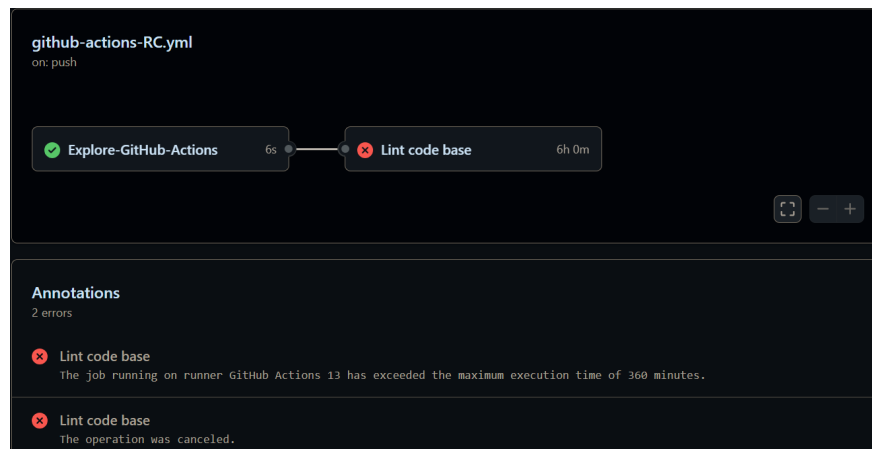 github-actions-RC.yml
on: push
Explore-GitHub-Actions 6s
Lint code base 6h 0m
Annotations
2 errors
Lint code base
The job running on runner GitHub Actions 13 has exceeded the maximum execution time of 360 minutes.
Lint code base
The operation was canceled.